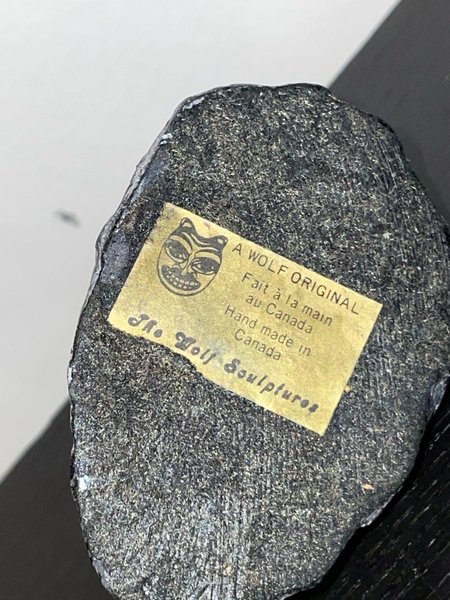 A WOLF ORIGINAL
Fait à la main
au Canada
Hand made in
Canada
The Wolf Sculptures